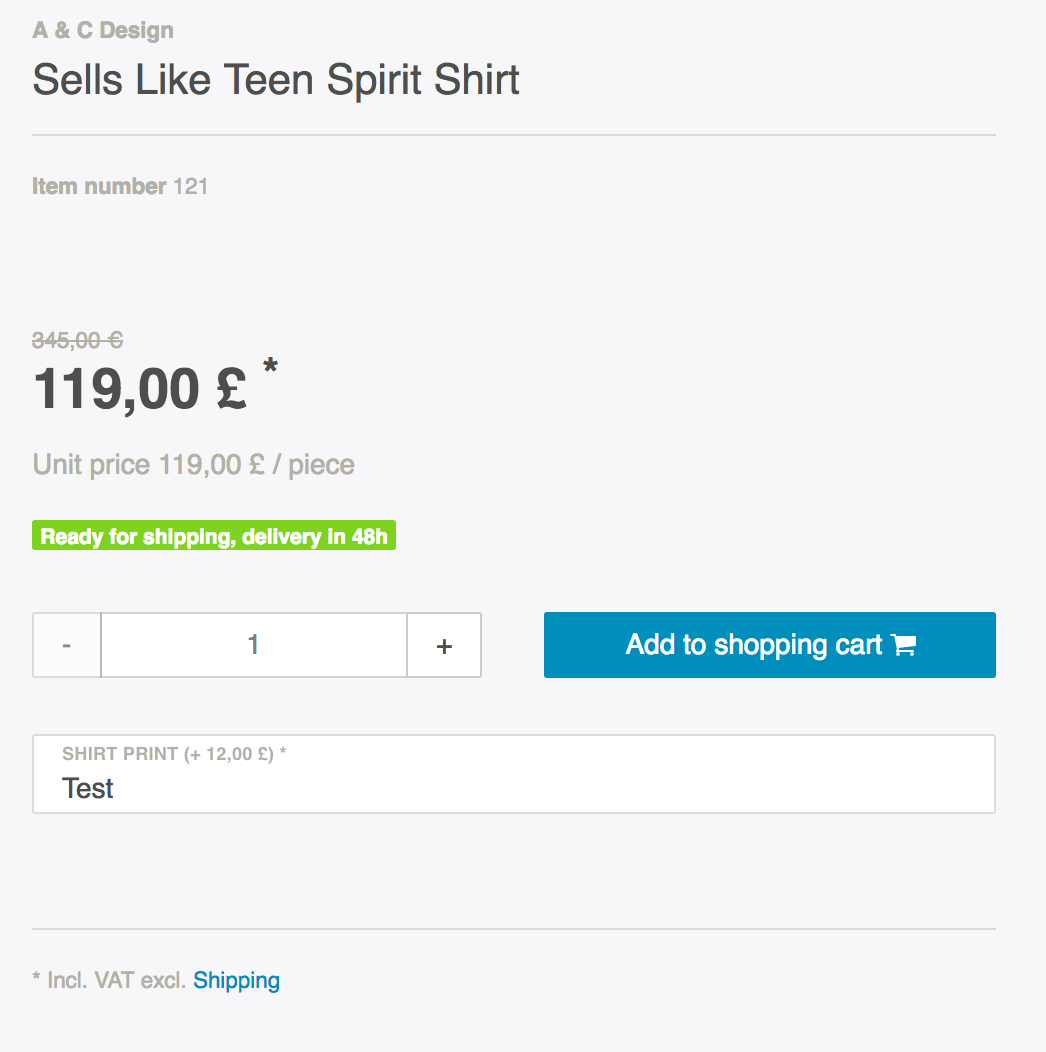 A & C Design
Sells Like Teen Spirit Shirt
Item number 121
345,00 €
119,00 £ *
Unit price 119,00 £ / piece
Ready for shipping, delivery in 48h
- 1 + Add to shopping cart
SHIRT PRINT (+ 12,00 £) *
Test
* Incl. VAT excl. Shipping